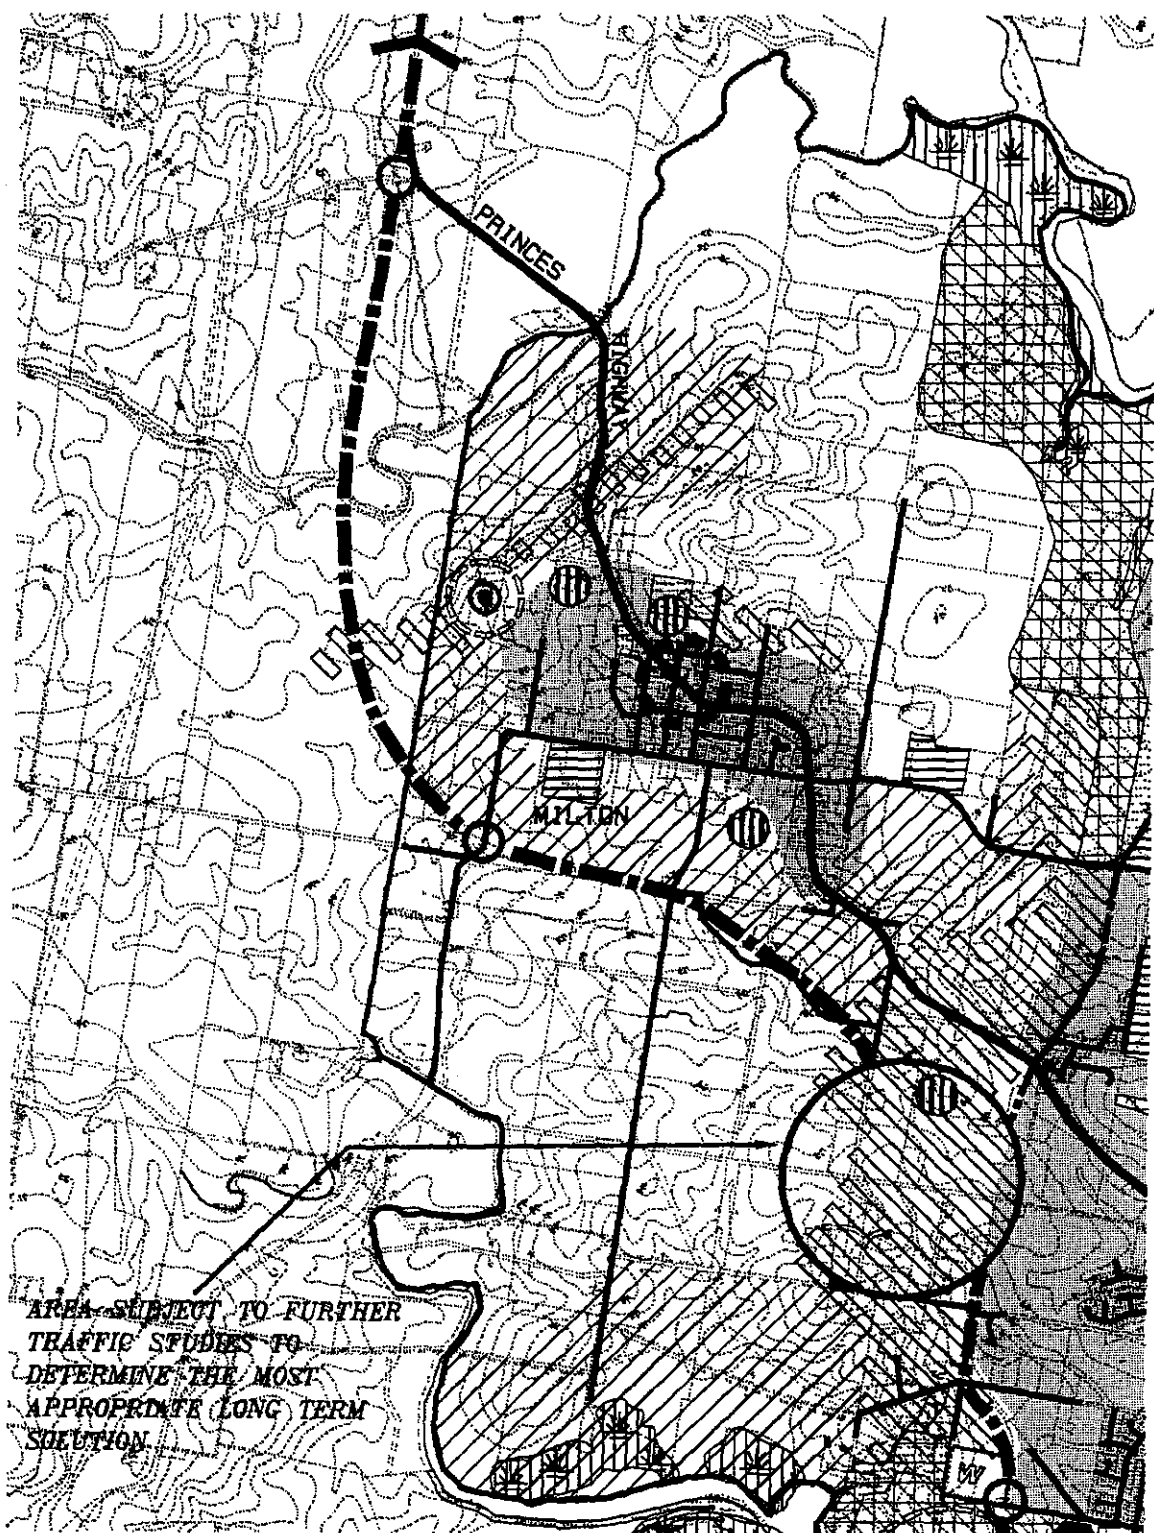 PRINCES
HIGHWAY
MILTON
AREA SUBJECT TO FURTHER
TRAFFIC STUDIES TO
DETERMINE THE MOST
APPROPRIATE LONG TERM
SOLUTION
W